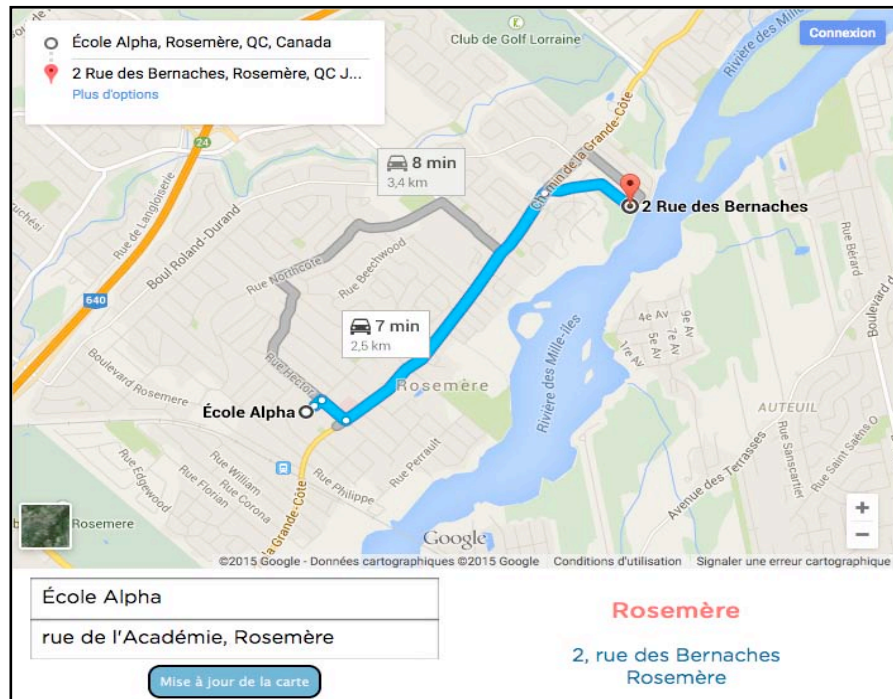 École Alpha, Rosemère, QC, Canada
2 Rue des Bernaches, Rosemère, QC J...
Plus d'options
K
Club de Golf Lorraine
Connexion
Rivière des Mille-Îles
24
Rue de Langloiserie
Boul Roland-Durand
8 min
3,4 km
Chemin de la Grande-Côte
2 Rue des Bernaches
Rue Northcote
Rue Beechwood
640
7 min
2,5 km
Rue Hector
Boulevard Rosemere
École Alpha
Rosemère
Rivière des Mille-Îles
4e Av
5e Av
1re Av
7e Av
9e Av
Rue Bérard
Boulevard d
AUTEUIL
Rue Sanscartier
Rue Saint Saëns O
Avenue des Terrasses
Rue Edgewood
Rue Florian
Rue William
Rue Corona
Rue Philippe
Rue Perrault
la Grande-Côte
Rosemere
Google
+
−
©2015 Google - Données cartographiques ©2015 Google
Conditions d'utilisation
Signaler une erreur cartographique
École Alpha
rue de l'Académie, Rosemère
Mise à jour de la carte
Rosemère
2, rue des Bernaches
Rosemère